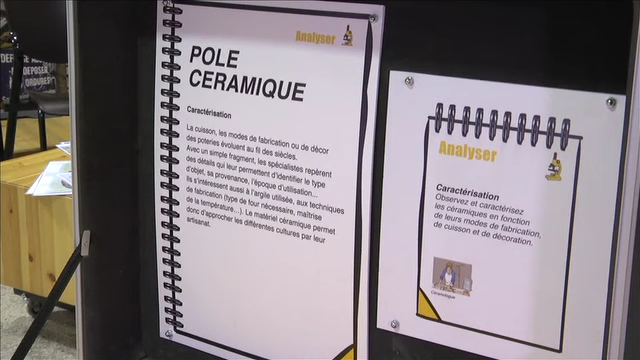 DEPOSER
ORDURES
Analyser
POLE
CERAMIQUE
Caractérisation
La cuisson, les modes de fabrication ou de décor
des poteries évoluent au fil des siècles.
Avec un simple fragment, les spécialistes repèrent
des détails qui leur permettent d'identifier le type
d'objet, sa provenance, l'époque d'utilisation...
Ils s'intéressent aussi à l'argile utilisée, aux techniques
de fabrication (type de four nécessaire, maîtrise
de la température...). Le matériel céramique permet
donc d'approcher les différentes cultures par leur
artisanat.
Analyser
Caractérisation
Observez et caractérisez
les céramiques en fonction
de leurs modes de fabrication,
de cuisson et de décoration.
Céramologue